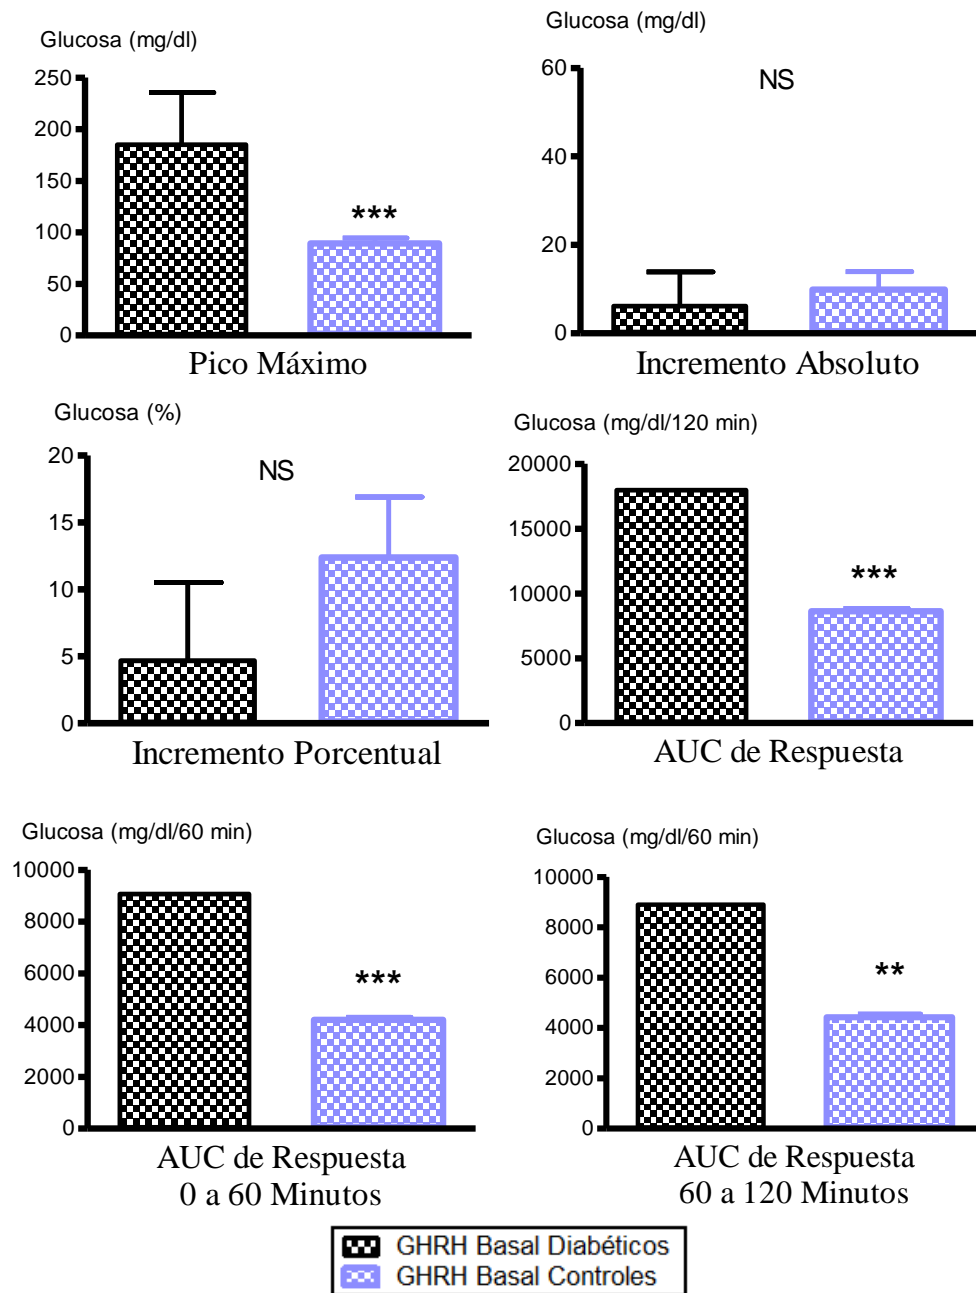 Glucosa (mg/dl)
250
200
150
100
50
0
***
Pico Máximo
Glucosa (mg/dl)
60
40
20
0
NS
Incremento Absoluto
Glucosa (%)
20
15
10
5
0
NS
Incremento Porcentual
Glucosa (mg/dl/120 min)
20000
15000
10000
5000
0
***
AUC de Respuesta
Glucosa (mg/dl/60 min)
10000
8000
6000
4000
2000
0
***
AUC de Respuesta
0 a 60 Minutos
Glucosa (mg/dl/60 min)
10000
8000
6000
4000
2000
0
**
AUC de Respuesta
60 a 120 Minutos
GHRH Basal Diabéticos
GHRH Basal Controles